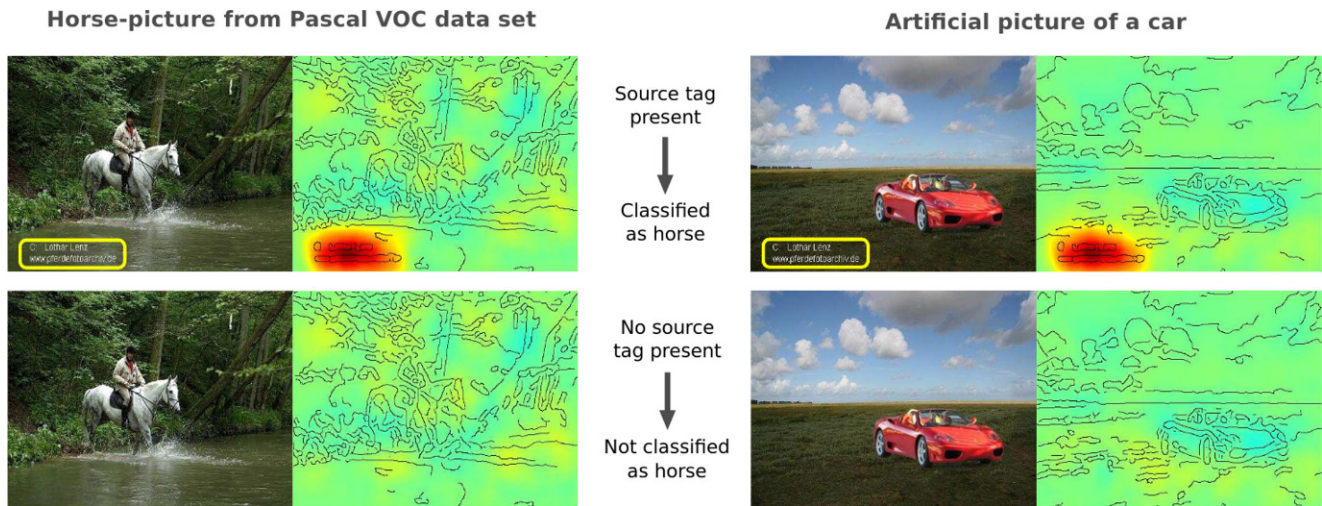 Horse-picture from Pascal VOC data set
Artificial picture of a car
Source tag
present
Classified
as horse
C: Lothar Lenz
www.pferdefotoarchiv.de
C: Lothar Lenz
www.pferdefotoarchiv.de
No source
tag present
Not classified
as horse